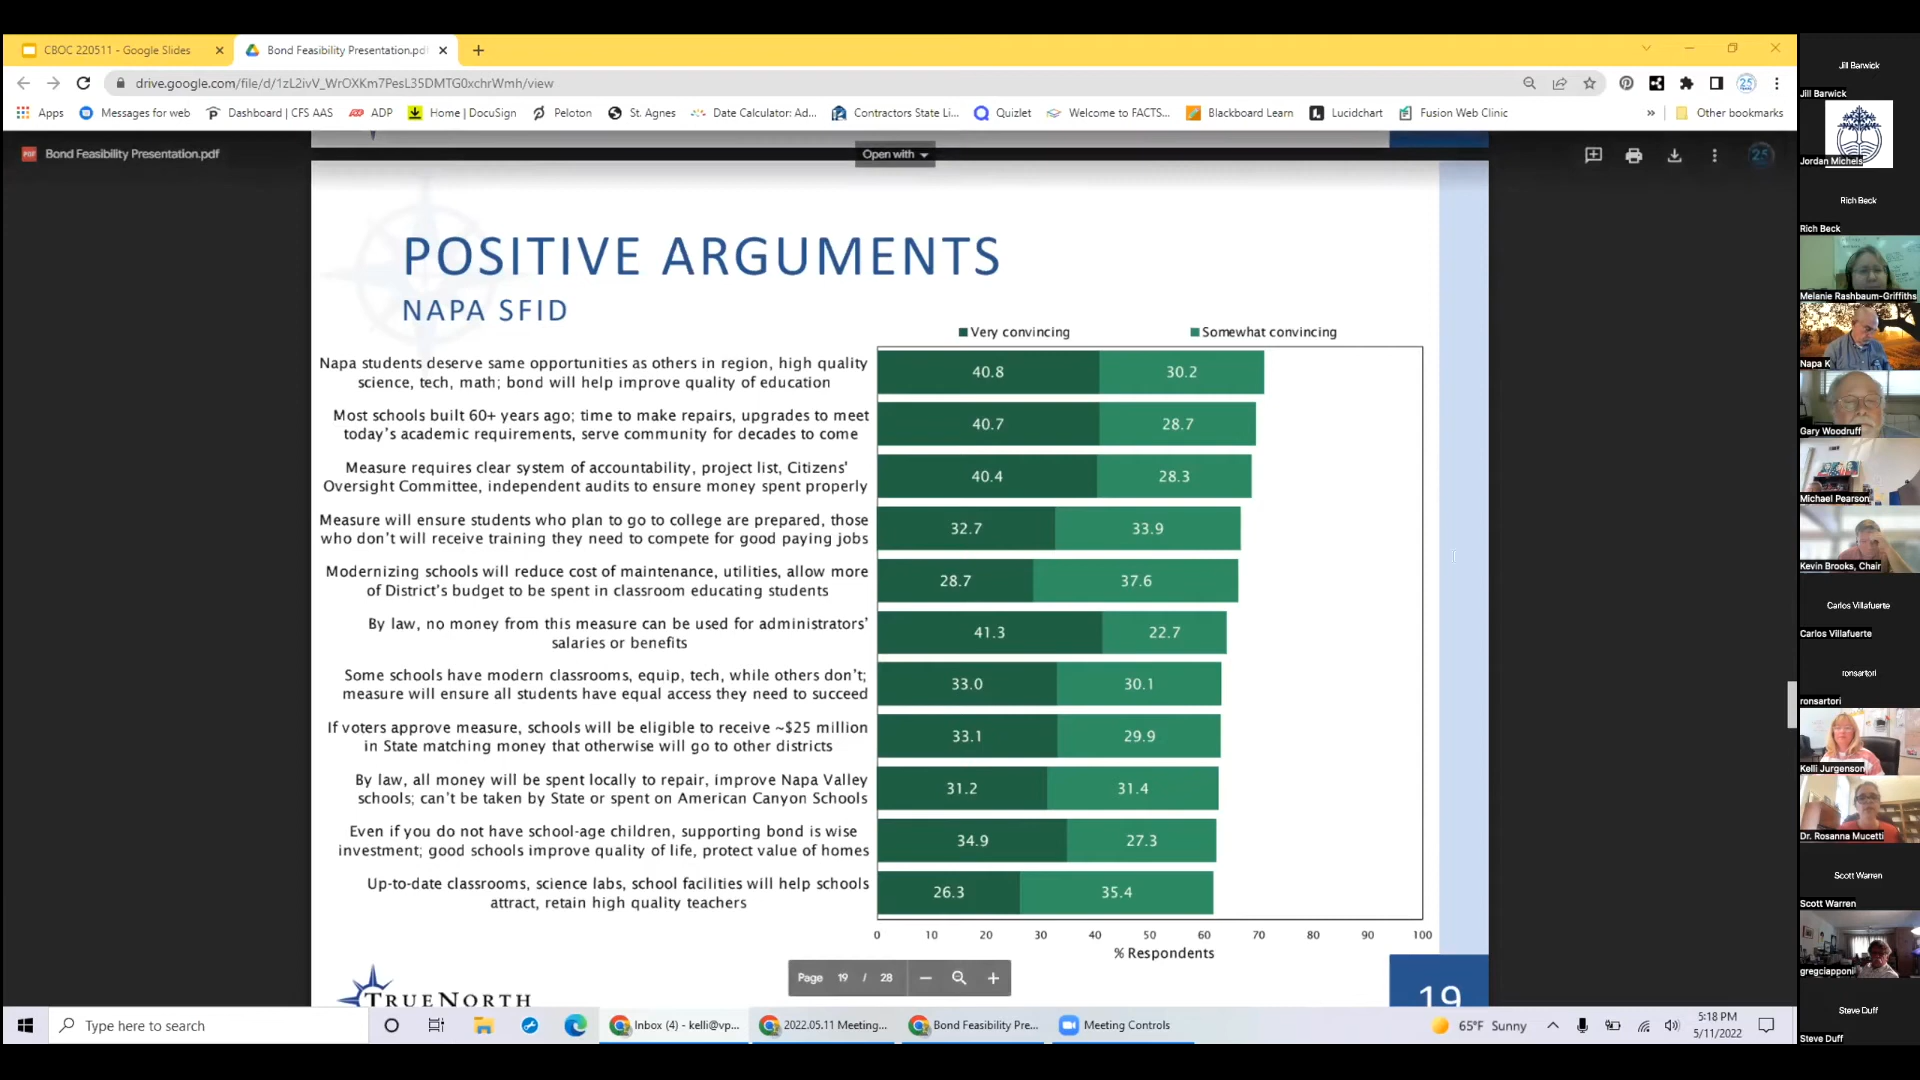 CBOC 220511 - Google Slides
Bond Feasibility Presentation.pd
drive.google.com/file/d/1zL2ivV_WrOXKm7PesL35DMTG0xchrWmh/view
Apps
Messages for web
Dashboard | CFS AAS
ADP
Home | DocuSign
Peloton
St. Agnes
Date Calculator: Ad...
Contractors State Li...
Quizlet
Welcome to FACTS...
Blackboard Learn
Lucidchart
Fusion Web Clinic
»
Other bookmarks
PDF
Bond Feasibility Presentation.pdf
Open with
25
POSITIVE ARGUMENTS
NAPA SFID
Very convincing
Somewhat convincing
Napa students deserve same opportunities as others in region, high quality
science, tech, math; bond will help improve quality of education
40.8
30.2
Most schools built 60+ years ago; time to make repairs, upgrades to meet
today's academic requirements, serve community for decades to come
40.7
28.7
Measure requires clear system of accountability, project list, Citizens'
Oversight Committee, independent audits to ensure money spent properly
40.4
28.3
Measure will ensure students who plan to go to college are prepared, those
who don't will receive training they need to compete for good paying jobs
32.7
33.9
Modernizing schools will reduce cost of maintenance, utilities, allow more
of District's budget to be spent in classroom educating students
28.7
37.6
By law, no money from this measure can be used for administrators'
salaries or benefits
41.3
22.7
Some schools have modern classrooms, equip, tech, while others don't;
measure will ensure all students have equal access they need to succeed
33.0
30.1
If voters approve measure, schools will be eligible to receive ~$25 million
in State matching money that otherwise will go to other districts
33.1
29.9
By law, all money will be spent locally to repair, improve Napa Valley
schools; can't be taken by State or spent on American Canyon Schools
31.2
31.4
Even if you do not have school-age children, supporting bond is wise
investment; good schools improve quality of life, protect value of homes
34.9
27.3
Up-to-date classrooms, science labs, school facilities will help schools
attract, retain high quality teachers
26.3
35.4
0 10 20 30 40 50 60 70 80 90 100
% Respondents
Page 19 / 28
TRUENORTH
19
Type here to search
Inbox (4) - kelli@vp...
2022.05.11 Meeting...
Bond Feasibility Pre...
Meeting Controls
65°F Sunny
5:18 PM
5/11/2022
Jill Barwick
Jill Barwick
Jordan Michels
Rich Beck
Rich Beck
Melanie Rashbaum-Griffiths
Napa K
Gary Woodruff
Michael Pearson
Kevin Brooks, Chair
Carlos Villafuerte
Carlos Villafuerte
ronsartori
ronsartori
Kelli Jurgenson
Dr. Rosanna Mucetti
Scott Warren
Scott Warren
gregciapponi
Steve Duff
Steve Duff